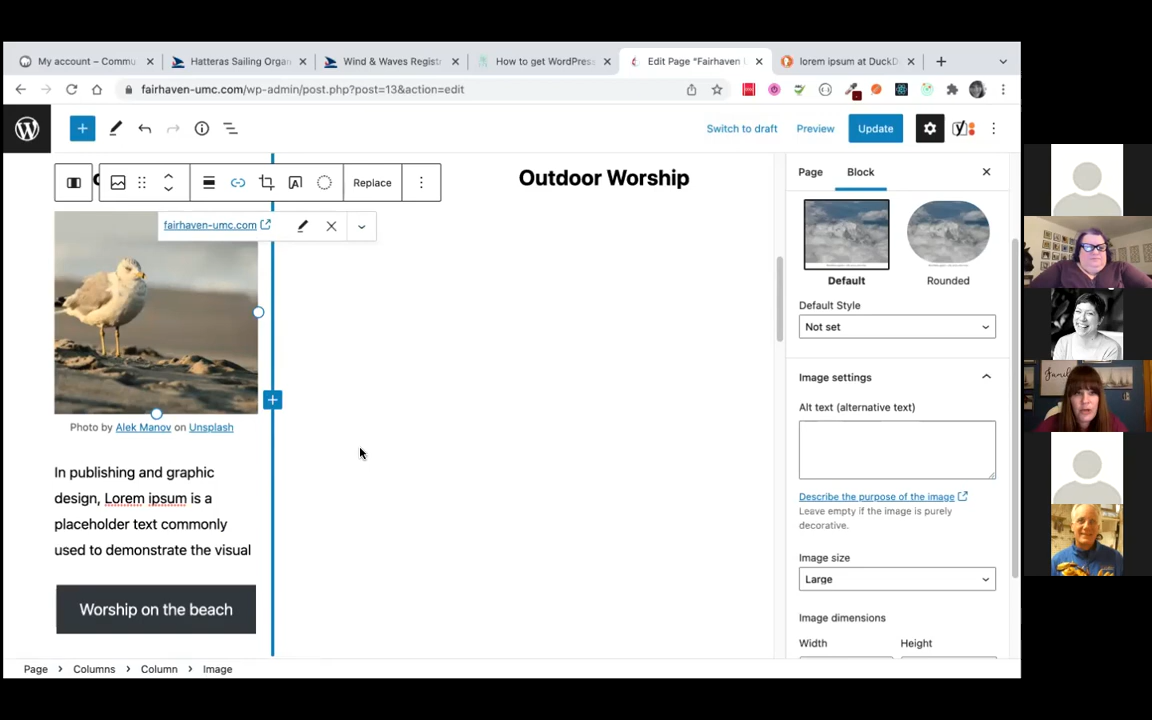 My account – Commu
Hatteras Sailing Organ
Wind & Waves Registr
How to get WordPress
Edit Page "Fairhaven
lorem ipsum at DuckD
fairhaven-umc.com/wp-admin/post.php?post=13&action=edit
Switch to draft
Preview
Update
Replace
Outdoor Worship
Page
Block
fairhaven-umc.com
Default
Rounded
Default Style
Not set
Image settings
Alt text (alternative text)
Photo by Alek Manov on Unsplash
In publishing and graphic
design, Lorem ipsum is a
placeholder text commonly
used to demonstrate the visual
Describe the purpose of the image
Leave empty if the image is purely
decorative.
Image size
Large
Worship on the beach
Image dimensions
Width
Height
Page > Columns > Column > Image